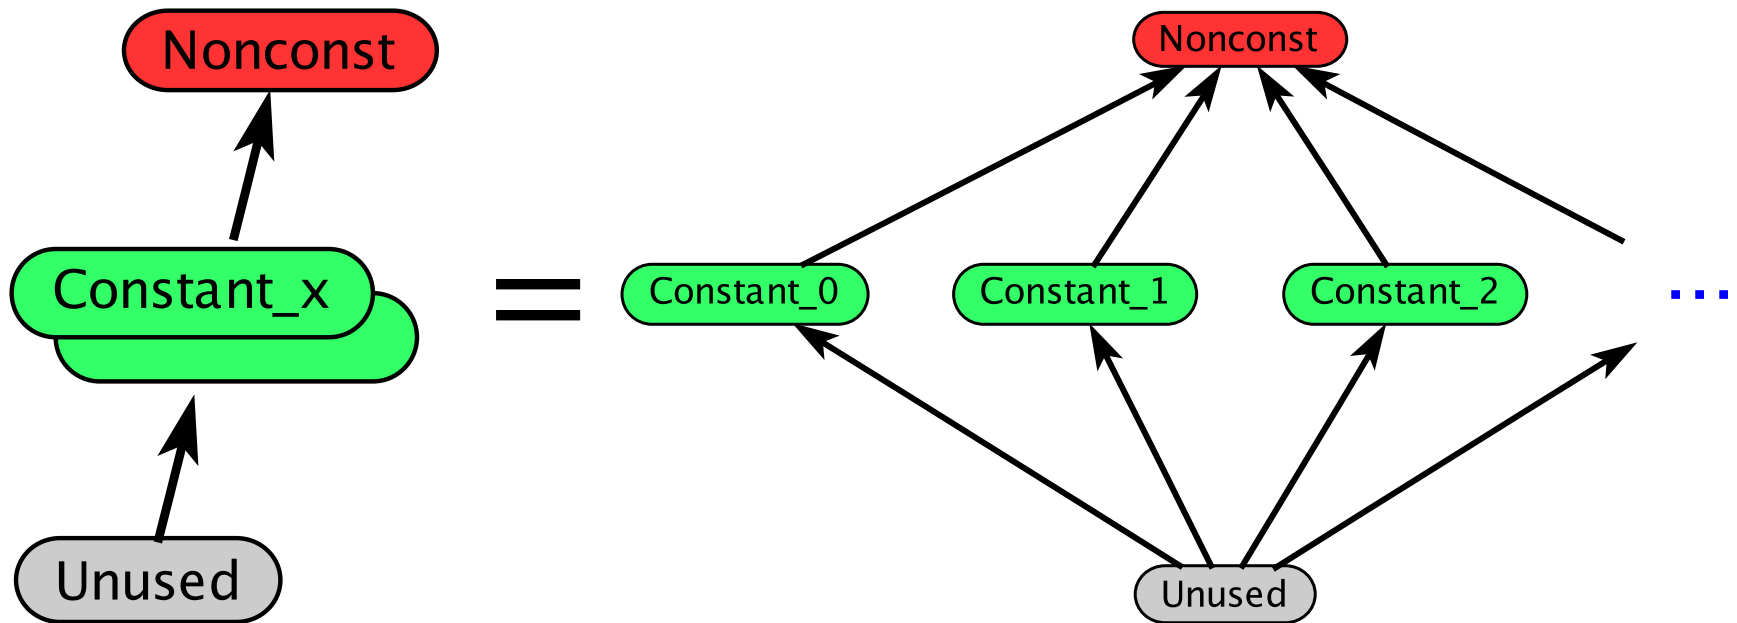 Nonconst
Constant_x
Unused
=
Nonconst
Constant_0
Constant_1
Constant_2
...
Unused